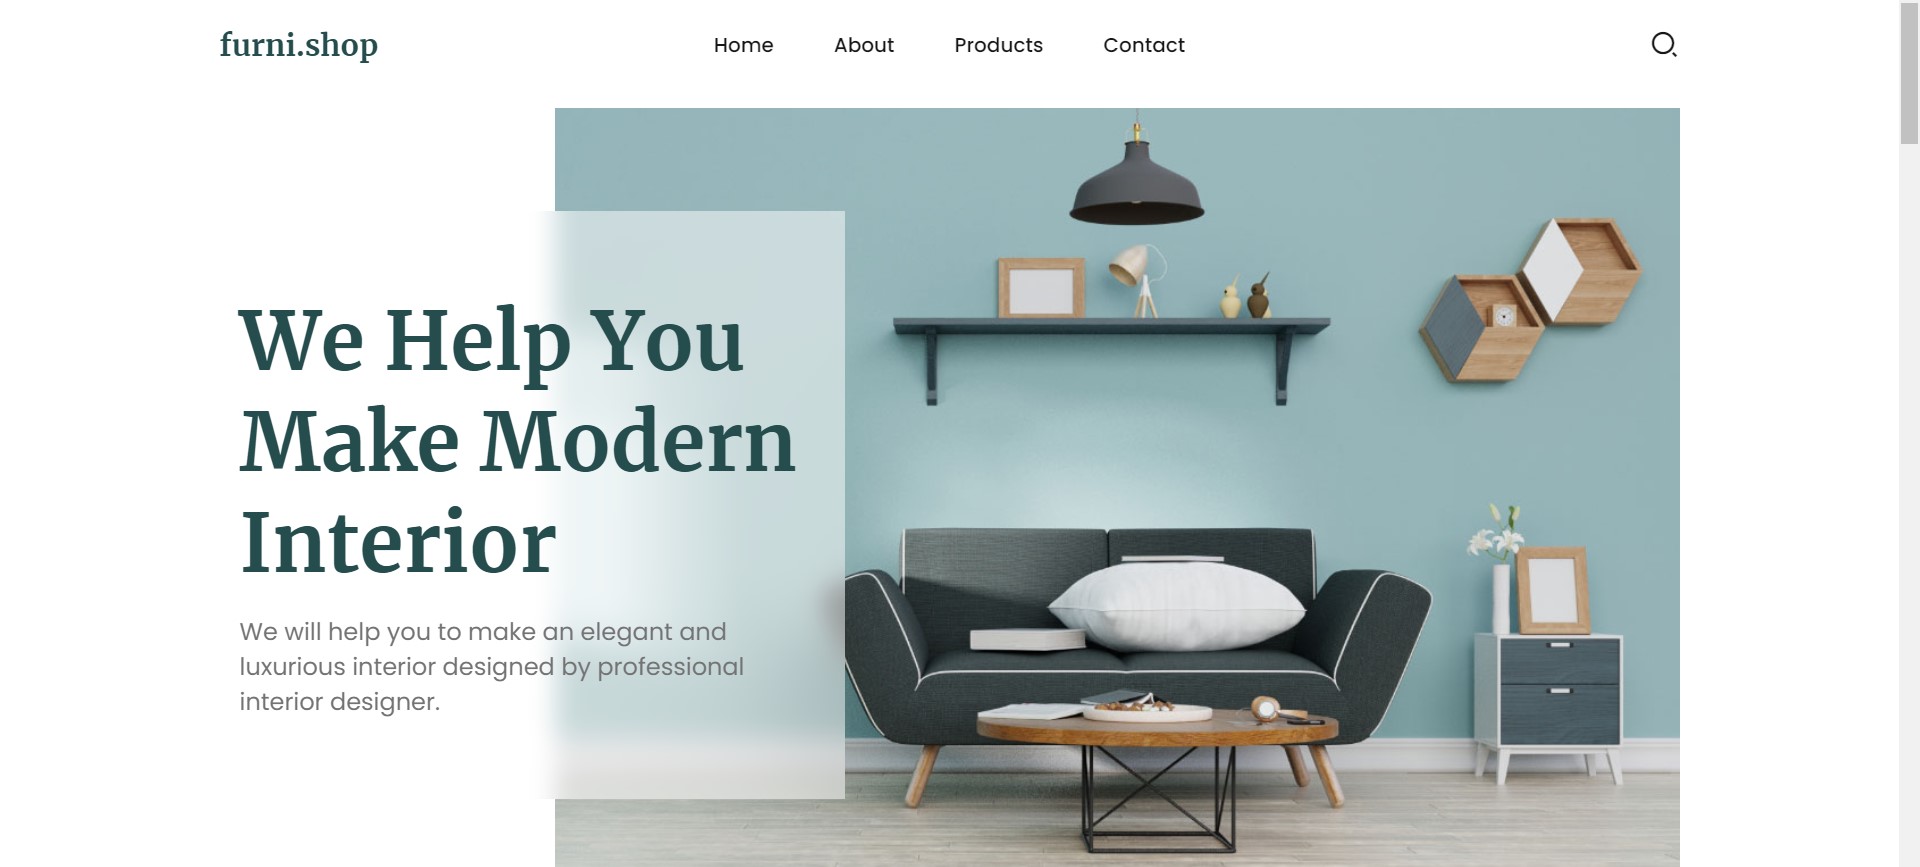 furni.shop
Home
About
Products
Contact
We Help You
Make Modern
Interior
We will help you to make an elegant and
luxurious interior designed by professional
interior designer.